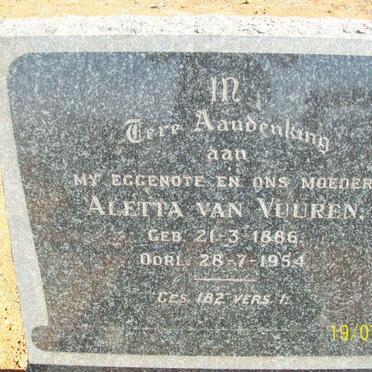 In
Tere Aandenking
aan
MY EGGENOTE EN ONS MOEDER
ALETTA VAN VUUREN.
GEB. 21-3-1886.
OORL. 28-7-1954
GES. 182 VERS 1.
19/0